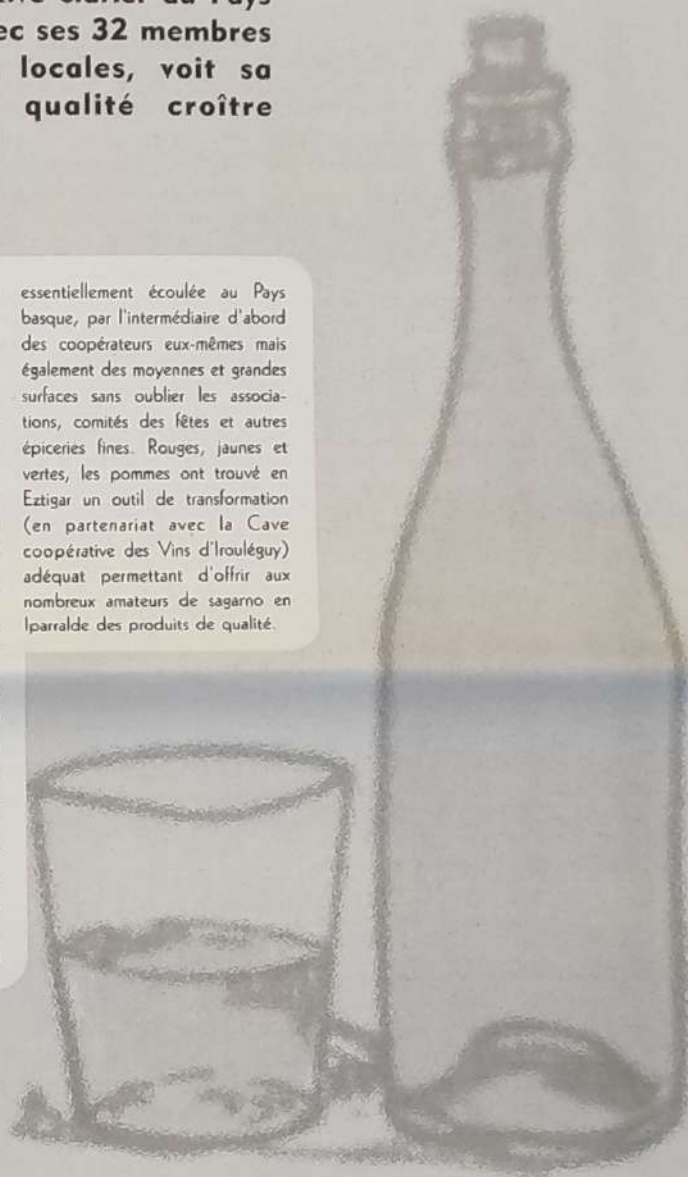 ec ses 32 membres
locales, voit sa
qualité croître
essentiellement écoulée au Pays
basque, par l'intermédiaire d'abord
des coopérateurs eux-mêmes mais
également des moyennes et grandes
surfaces sans oublier les associa-
tions, comités des fêtes et autres
épiceries fines. Rouges, jaunes et
vertes, les pommes ont trouvé en
Eztigar un outil de transformation
(en partenariat avec la Cave
coopérative des Vins d'Irouléguy)
adéquat permettant d'offrir aux
nombreux amateurs de sagarno en
Iparralde des produits de qualité.